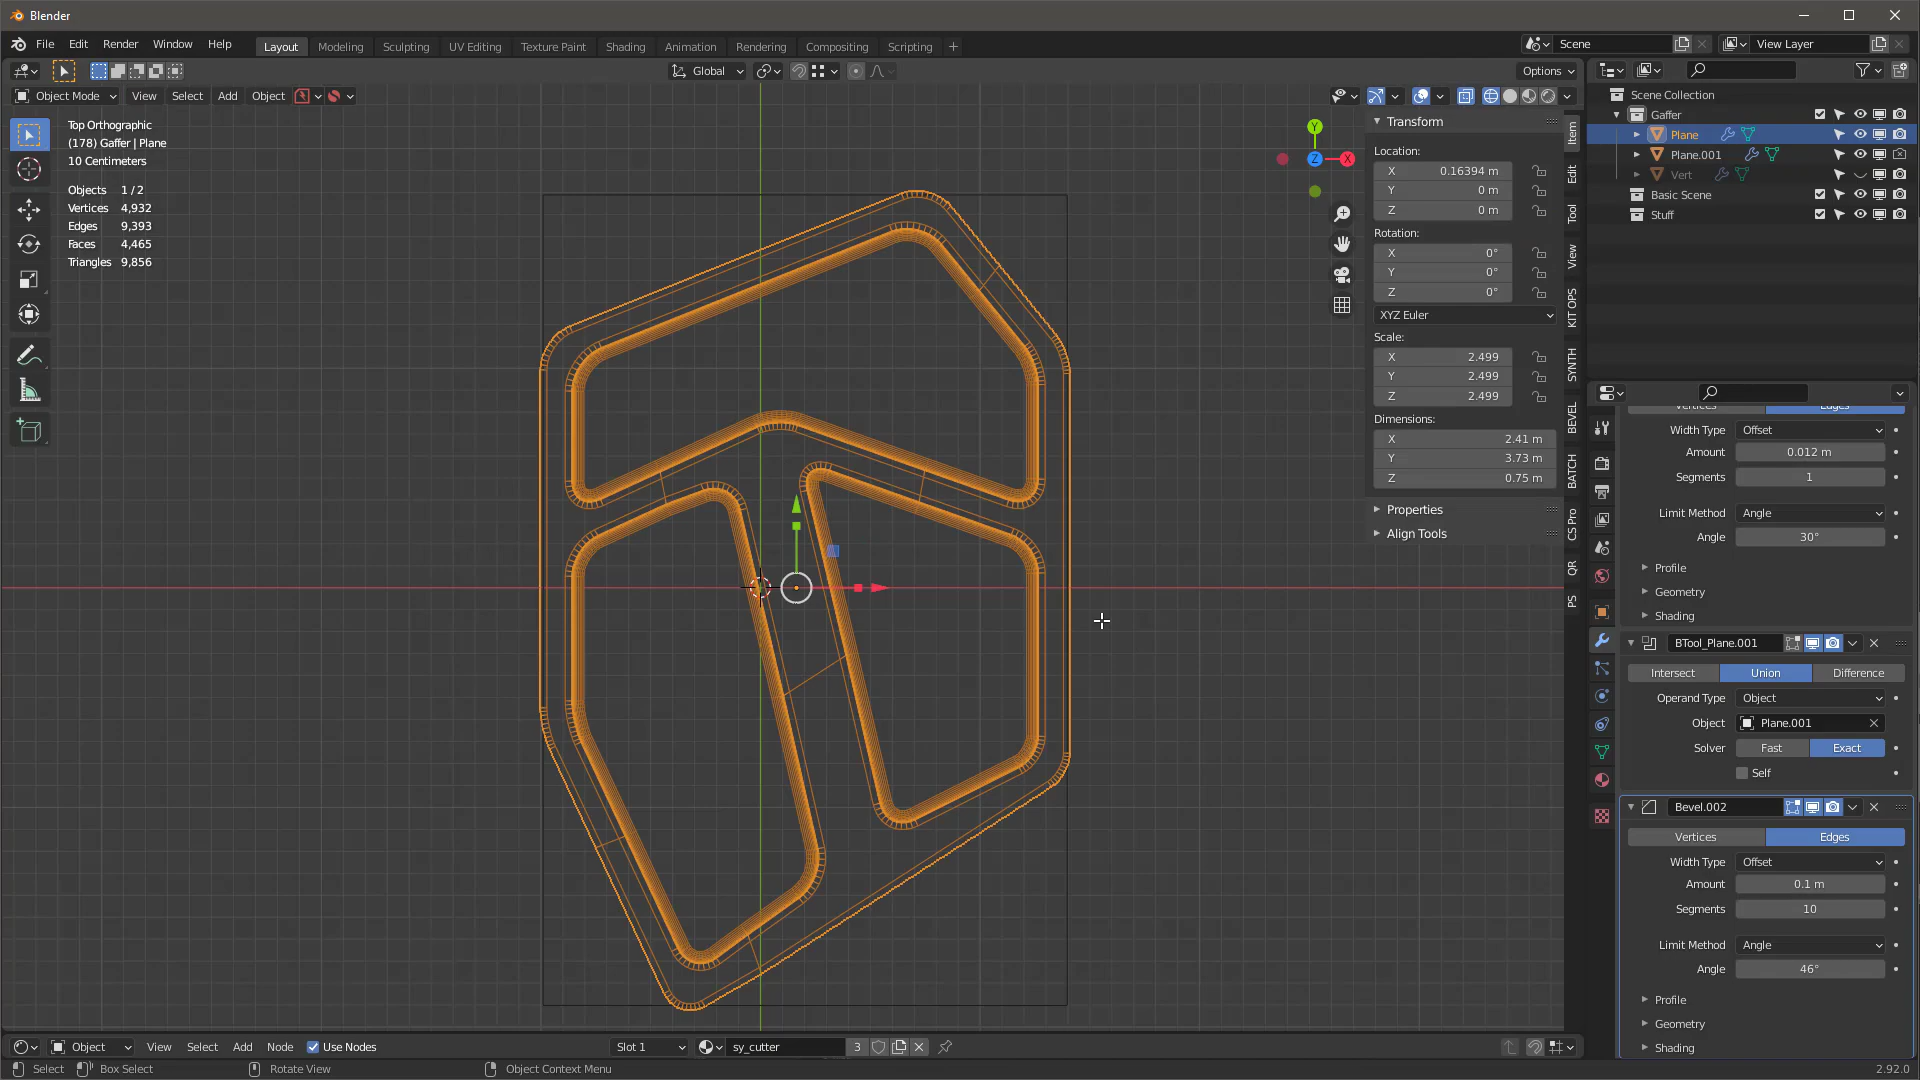 Blender
File Edit Render Window Help
Layout Modeling Sculpting UV Editing Texture Paint Shading Animation Rendering Compositing Scripting +
Scene
View Layer
Global
Options
Object Mode View Select Add Object
Top Orthographic
(178) Gaffer | Plane
10 Centimeters
Objects 1 / 2
Vertices 4,932
Edges 9,393
Faces 4,465
Triangles 9,856
Y
Z
X
Transform
Location:
X 0.16394 m
Y 0 m
Z 0 m
Rotation:
X 0°
Y 0°
Z 0°
XYZ Euler
Scale:
X 2.499
Y 2.499
Z 2.499
Dimensions:
X 2.41 m
Y 3.73 m
Z 0.75 m
Properties
Align Tools
Item
Edit
Tool
View
KIT OPS
SYNTH
BEVEL
BATCH
CS Pro
QR
PS
Scene Collection
Gaffer
Plane
Plane.001
Vert
Basic Scene
Stuff
Vertices Edges
Width Type Offset
Amount 0.012 m
Segments 1
Limit Method Angle
Angle 30°
Profile
Geometry
Shading
BTool_Plane.001
Intersect Union Difference
Operand Type Object
Object Plane.001
Solver Fast Exact
Self
Bevel.002
Vertices Edges
Width Type Offset
Amount 0.1 m
Segments 10
Limit Method Angle
Angle 46°
Profile
Geometry
Shading
Object View Select Add Node Use Nodes
Slot 1
sy_cutter 3
Select Box Select Rotate View Object Context Menu
2.92.0